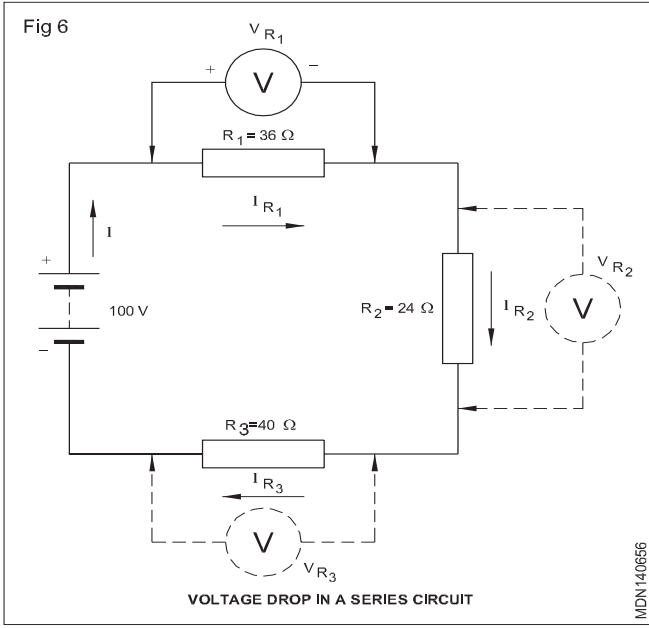 Fig 6
V R1
+ V −
R1=36 Ω
I R1
I
+
100 V
−
R2=24 Ω
I R2
V R2
V
R3=40 Ω
I R3
V
V R3
VOLTAGE DROP IN A SERIES CIRCUIT
MDN140656